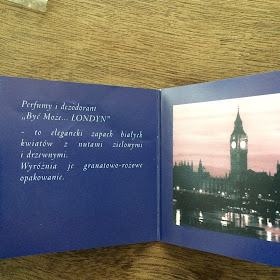 Perfumy i dezodorant
„Być Może... LONDYN"
- to elegancki zapach białych
kwiatów z nutami zielonymi
i drzewnymi.
Wyróżnia je granatowo-różowe
opakowanie.